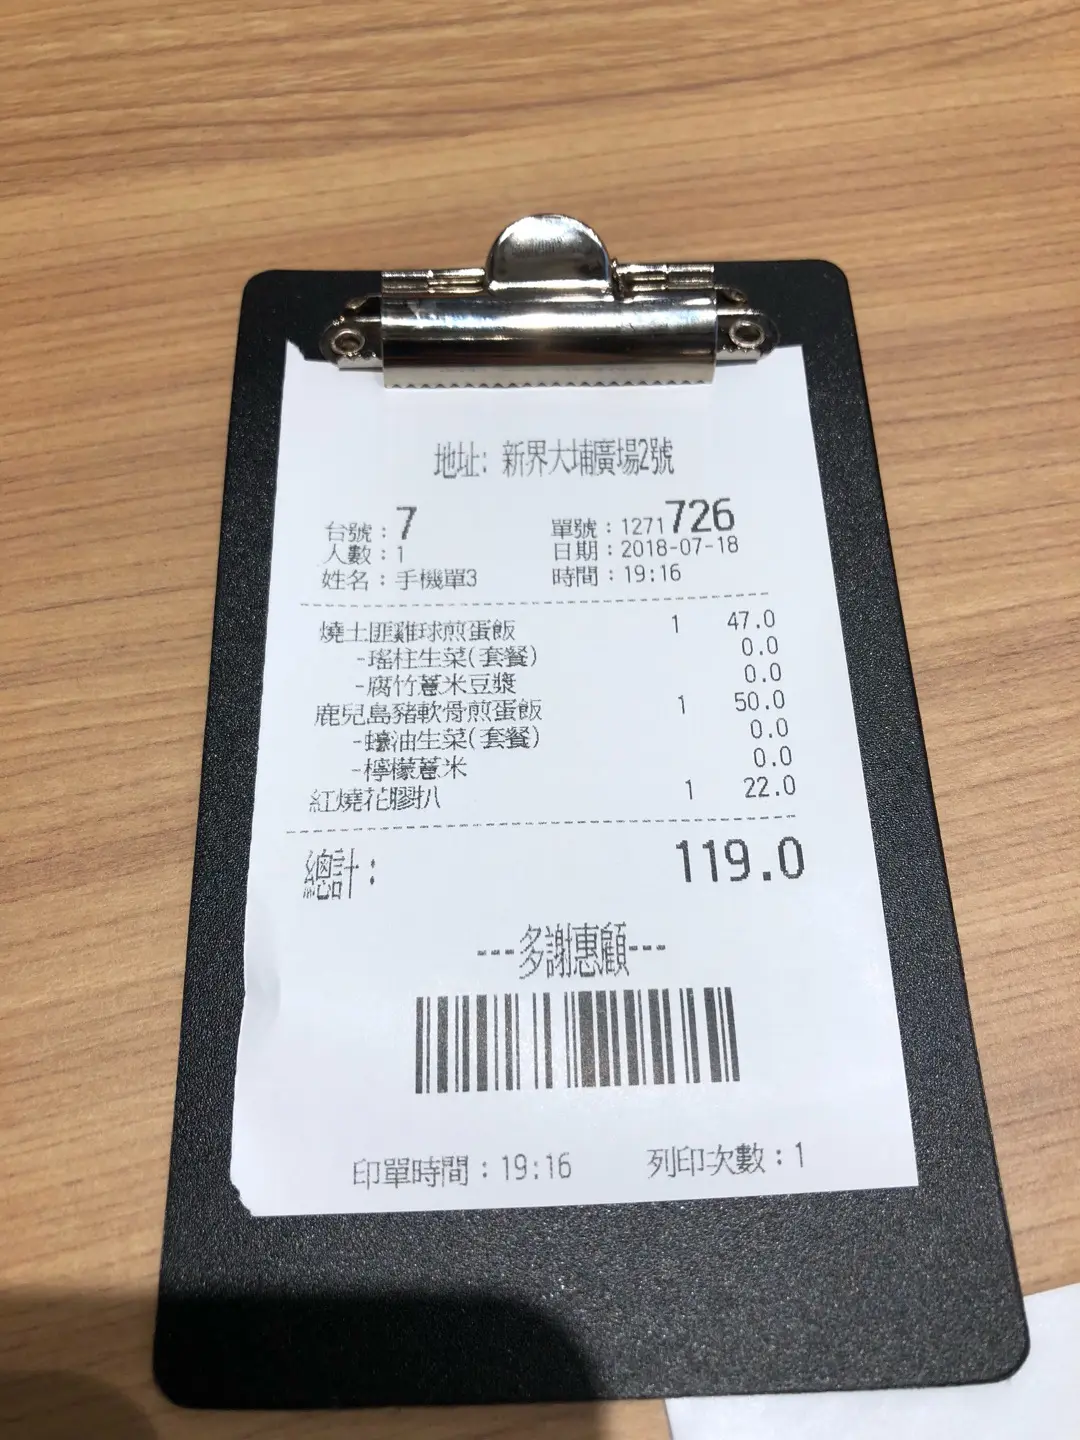 地址: 新界大埔廣場2號
台號：7 單號：1271726
人數：1 日期：2018-07-18
姓名：手機單3 時間：19:16
燒土匪雞球煎蛋飯 1 47.0
-瑤柱生菜(套餐) 0.0
-腐竹薏米豆漿 0.0
鹿兒島豬軟骨煎蛋飯 1 50.0
-蠔油生菜(套餐) 0.0
-檸檬薏米 0.0
紅燒花膠扒 1 22.0
總計： 119.0
---多謝惠顧---
印單時間：19:16 列印次數：1